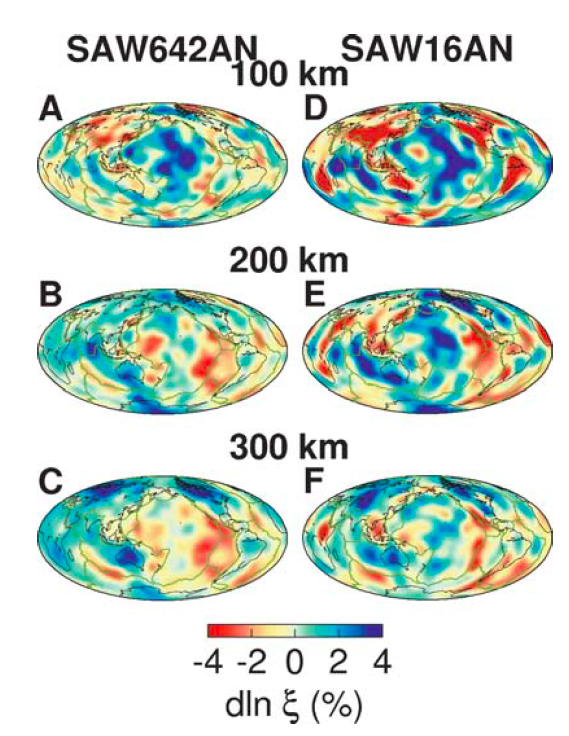 SAW642AN SAW16AN
100 km
A D
200 km
B E
300 km
C F
-4 -2 0 2 4
dln ξ (%)